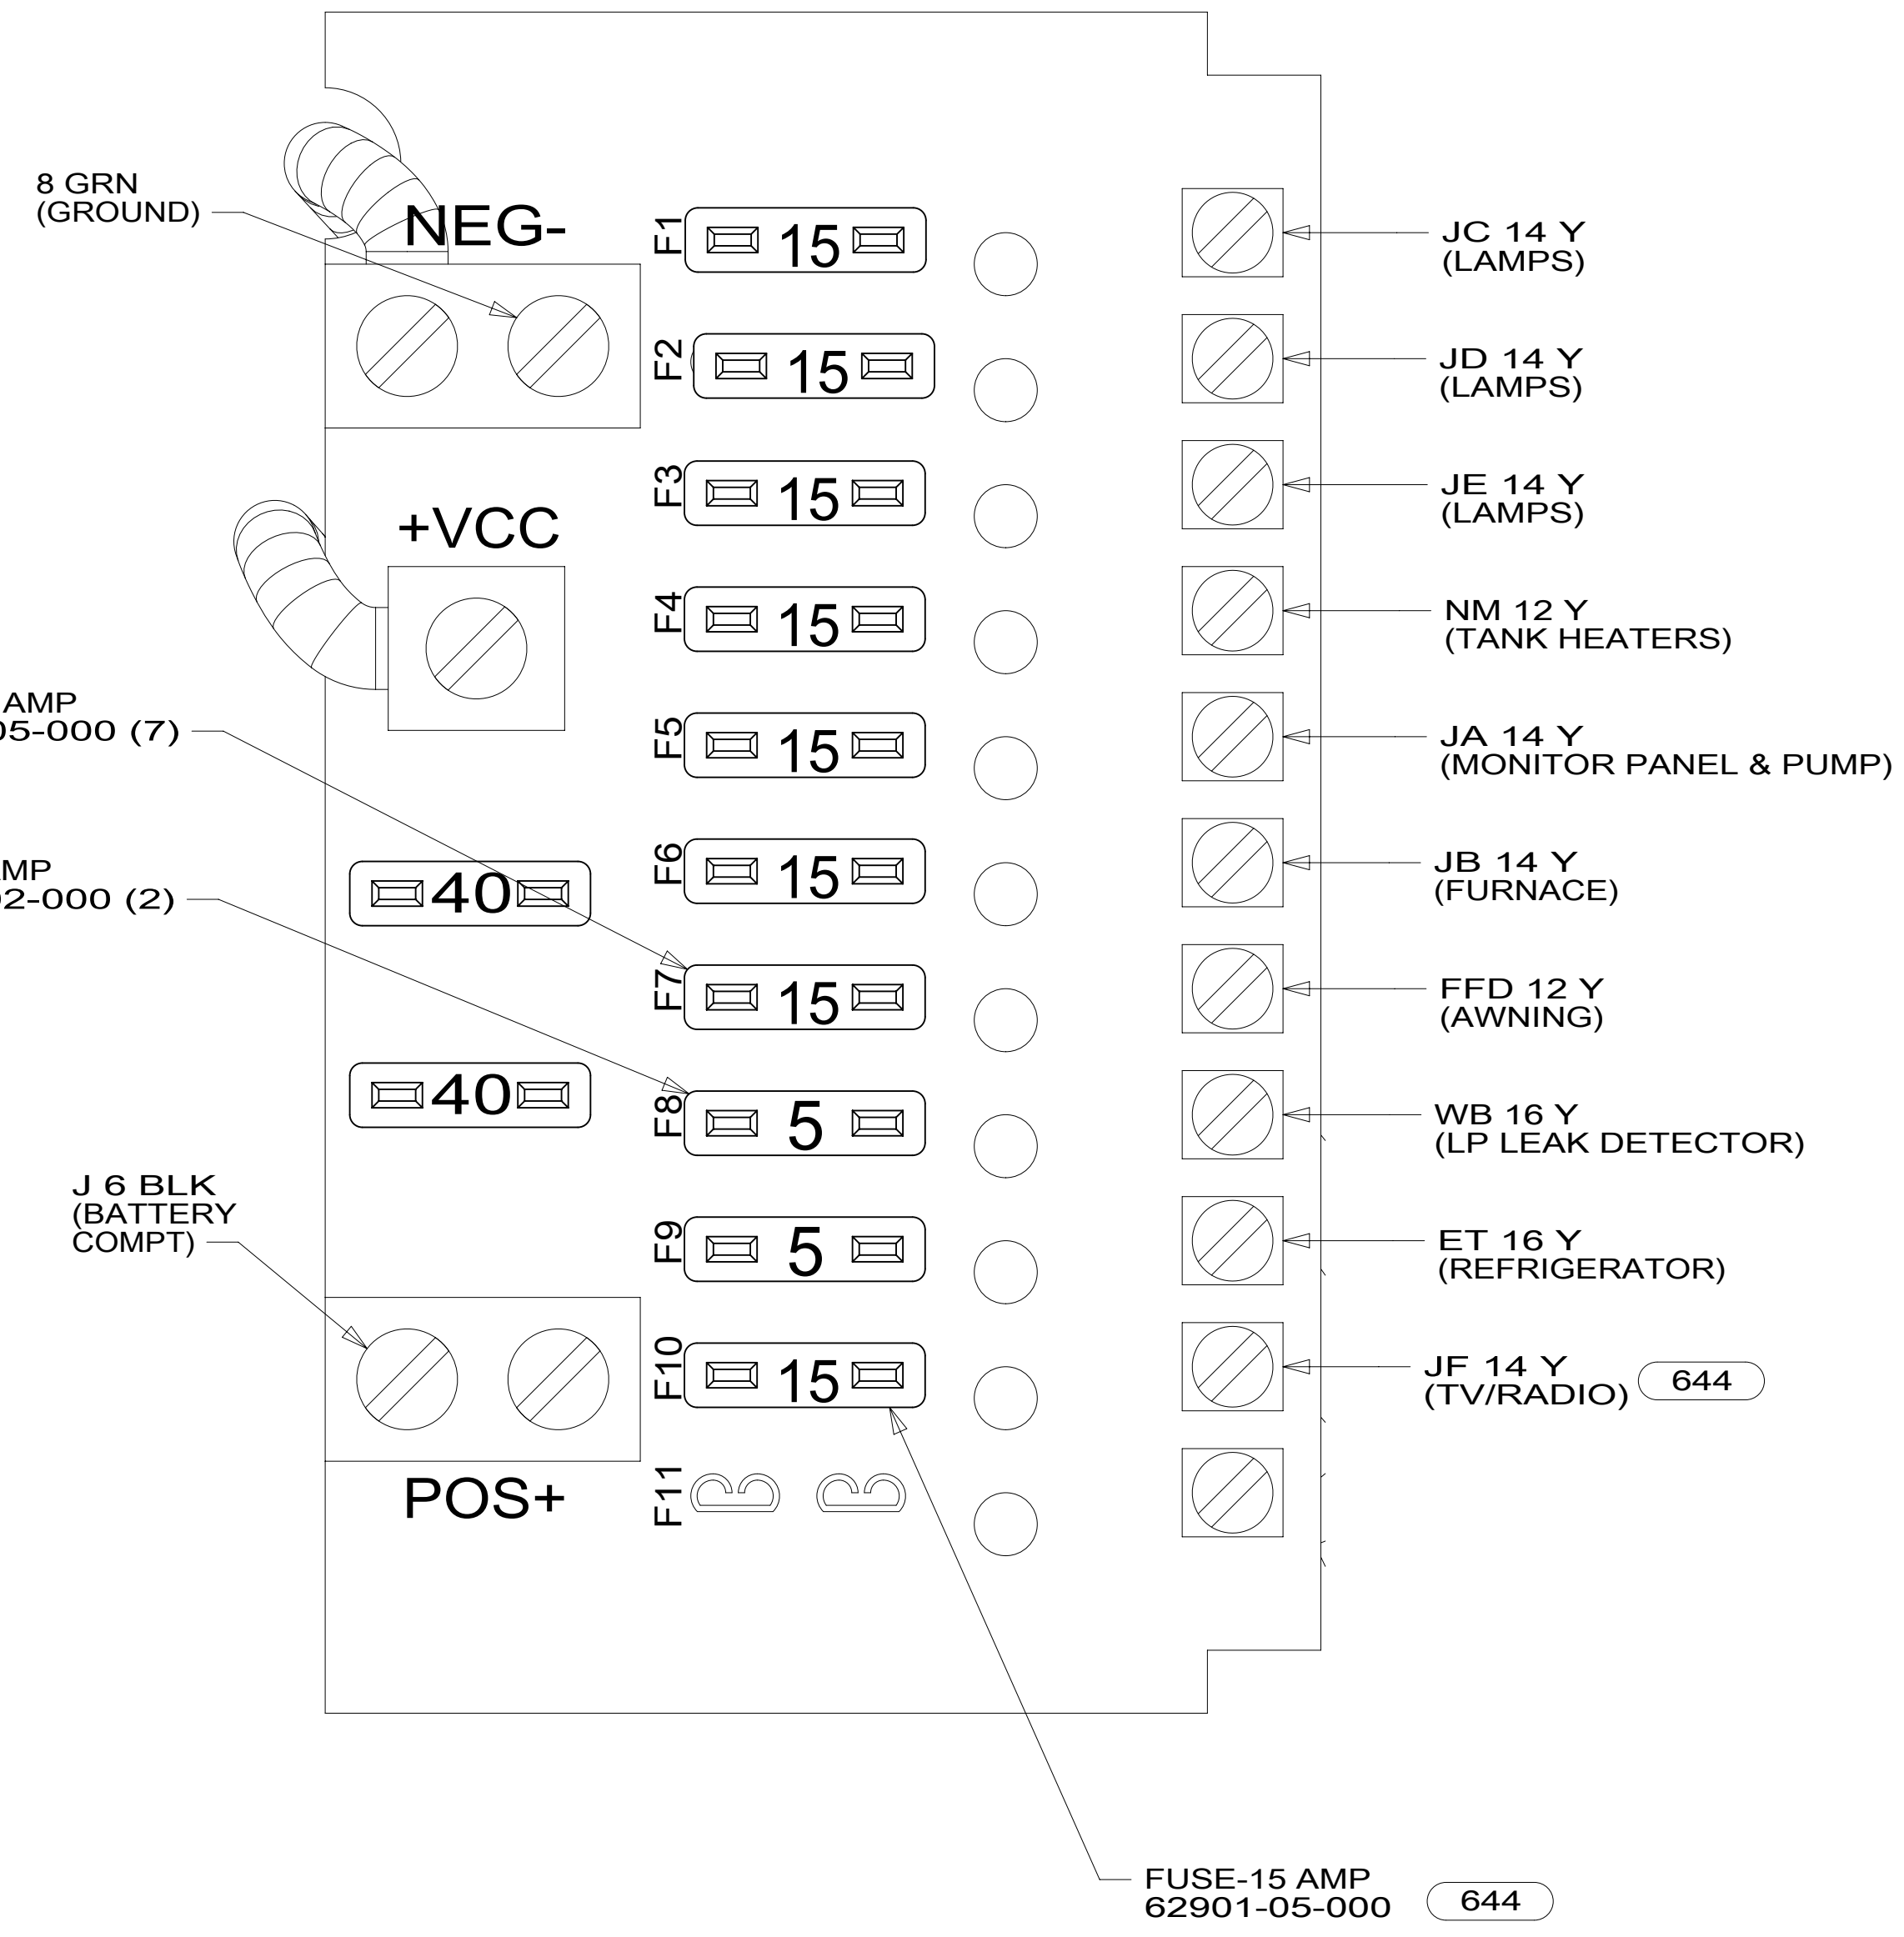 8 GRN
(GROUND)
NEG-
+VCC
AMP
05-000 (7)
AMP
02-000 (2)
40
40
J 6 BLK
(BATTERY
COMPT)
POS+
F1 15
F2 15
F3 15
F4 15
F5 15
F6 15
F7 15
F8 5
F9 5
F10 15
F11
JC 14 Y
(LAMPS)
JD 14 Y
(LAMPS)
JE 14 Y
(LAMPS)
NM 12 Y
(TANK HEATERS)
JA 14 Y
(MONITOR PANEL & PUMP)
JB 14 Y
(FURNACE)
FFD 12 Y
(AWNING)
WB 16 Y
(LP LEAK DETECTOR)
ET 16 Y
(REFRIGERATOR)
JF 14 Y
(TV/RADIO) 644
FUSE-15 AMP
62901-05-000 644